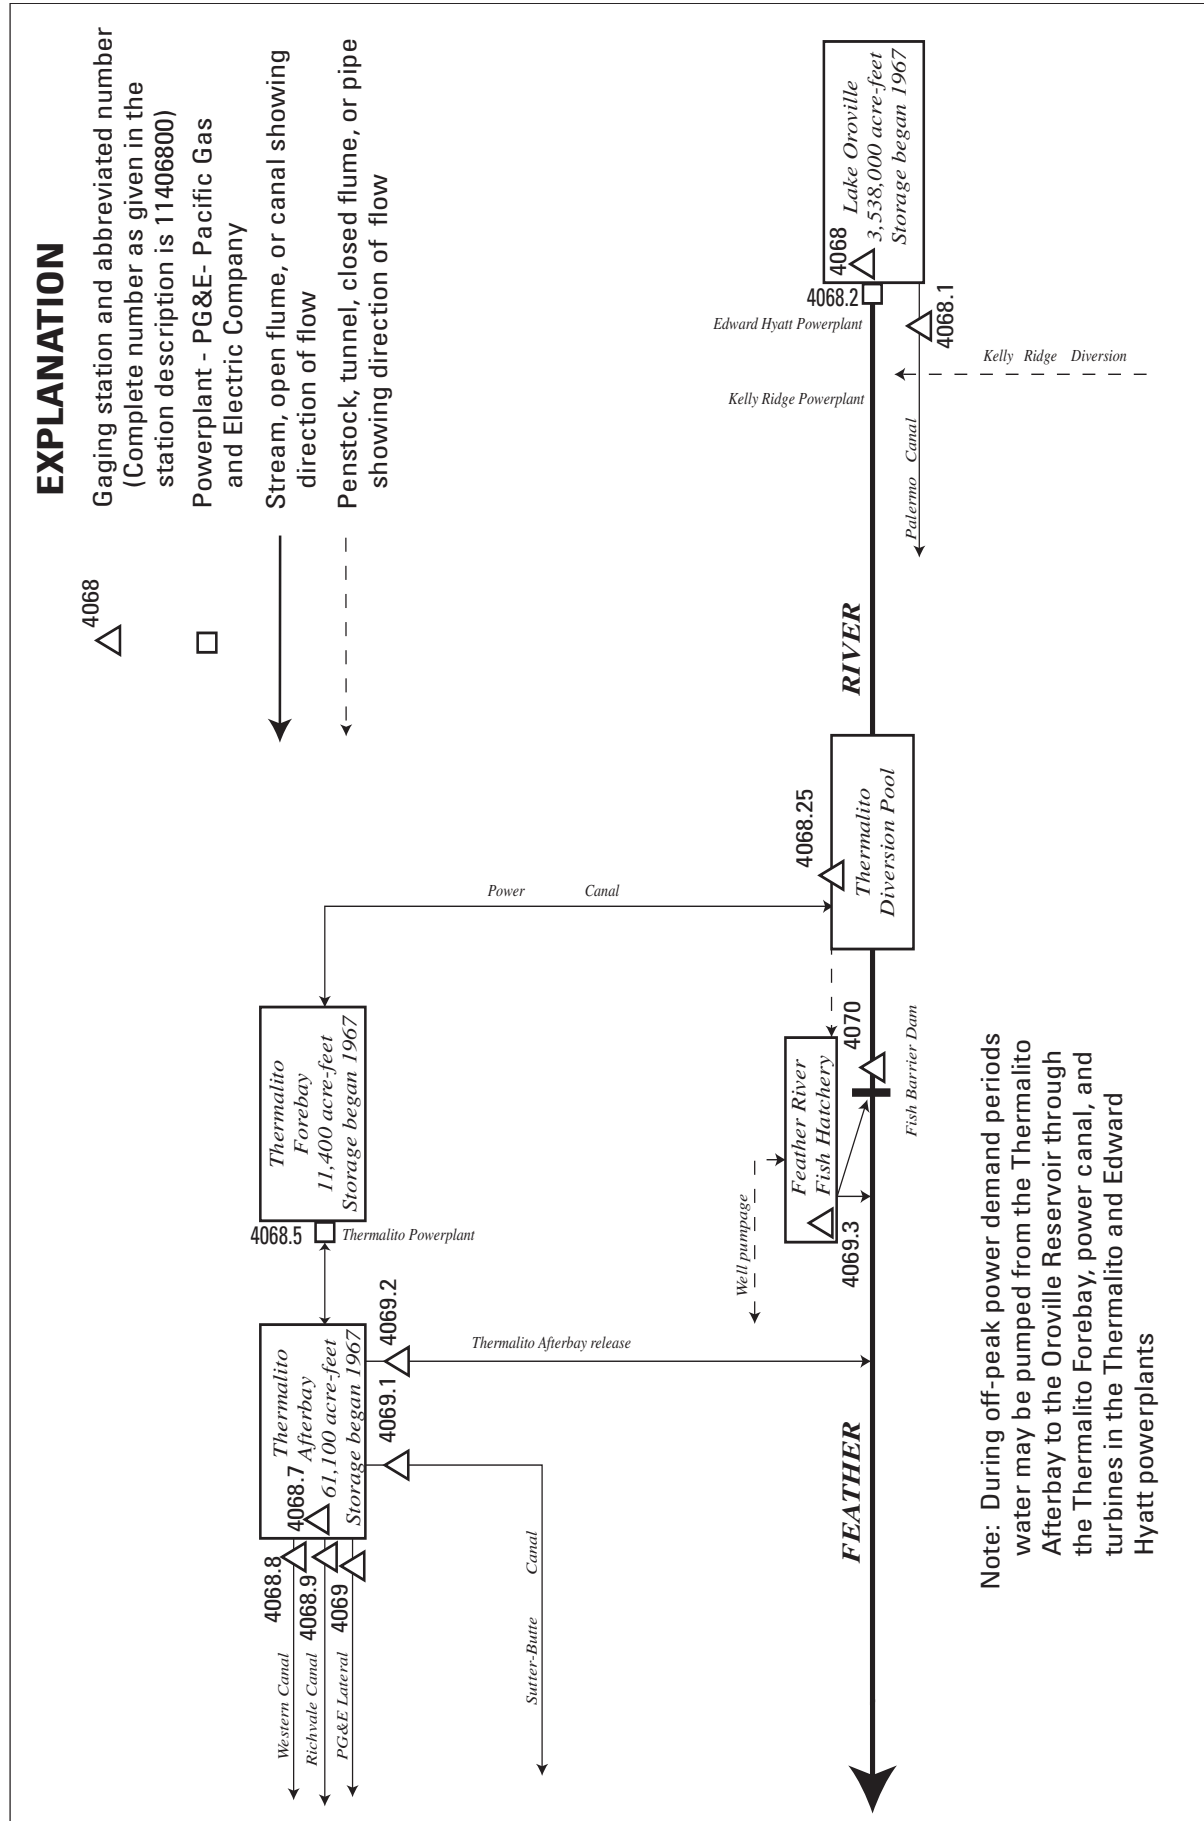 EXPLANATION
4068
Gaging station and abbreviated number
(Complete number as given in the
station description is 11406800)
Powerplant - PG&E- Pacific Gas
and Electric Company
Stream, open flume, or canal showing
direction of flow
Penstock, tunnel, closed flume, or pipe
showing direction of flow
Western Canal
4068.8
Richvale Canal
4068.9
PG&E Lateral
4069
4068.7
Thermalito
Afterbay
61,100 acre-feet
Storage began 1967
4068.5
Thermalito Powerplant
Thermalito
Forebay
11,400 acre-feet
Storage began 1967
4069.1
4069.2
Sutter-Butte Canal
Thermalito Afterbay release
Power Canal
Well pumpage
Feather River
Fish Hatchery
4069.3
4070
Fish Barrier Dam
4068.25
Thermalito
Diversion Pool
FEATHER
RIVER
Edward Hyatt Powerplant
Kelly Ridge Powerplant
4068.2
4068
Lake Oroville
3,538,000 acre-feet
Storage began 1967
4068.1
Palermo Canal
Kelly Ridge Diversion
Note: During off-peak power demand periods
water may be pumped from the Thermalito
Afterbay to the Oroville Reservoir through
the Thermalito Forebay, power canal, and
turbines in the Thermalito and Edward
Hyatt powerplants